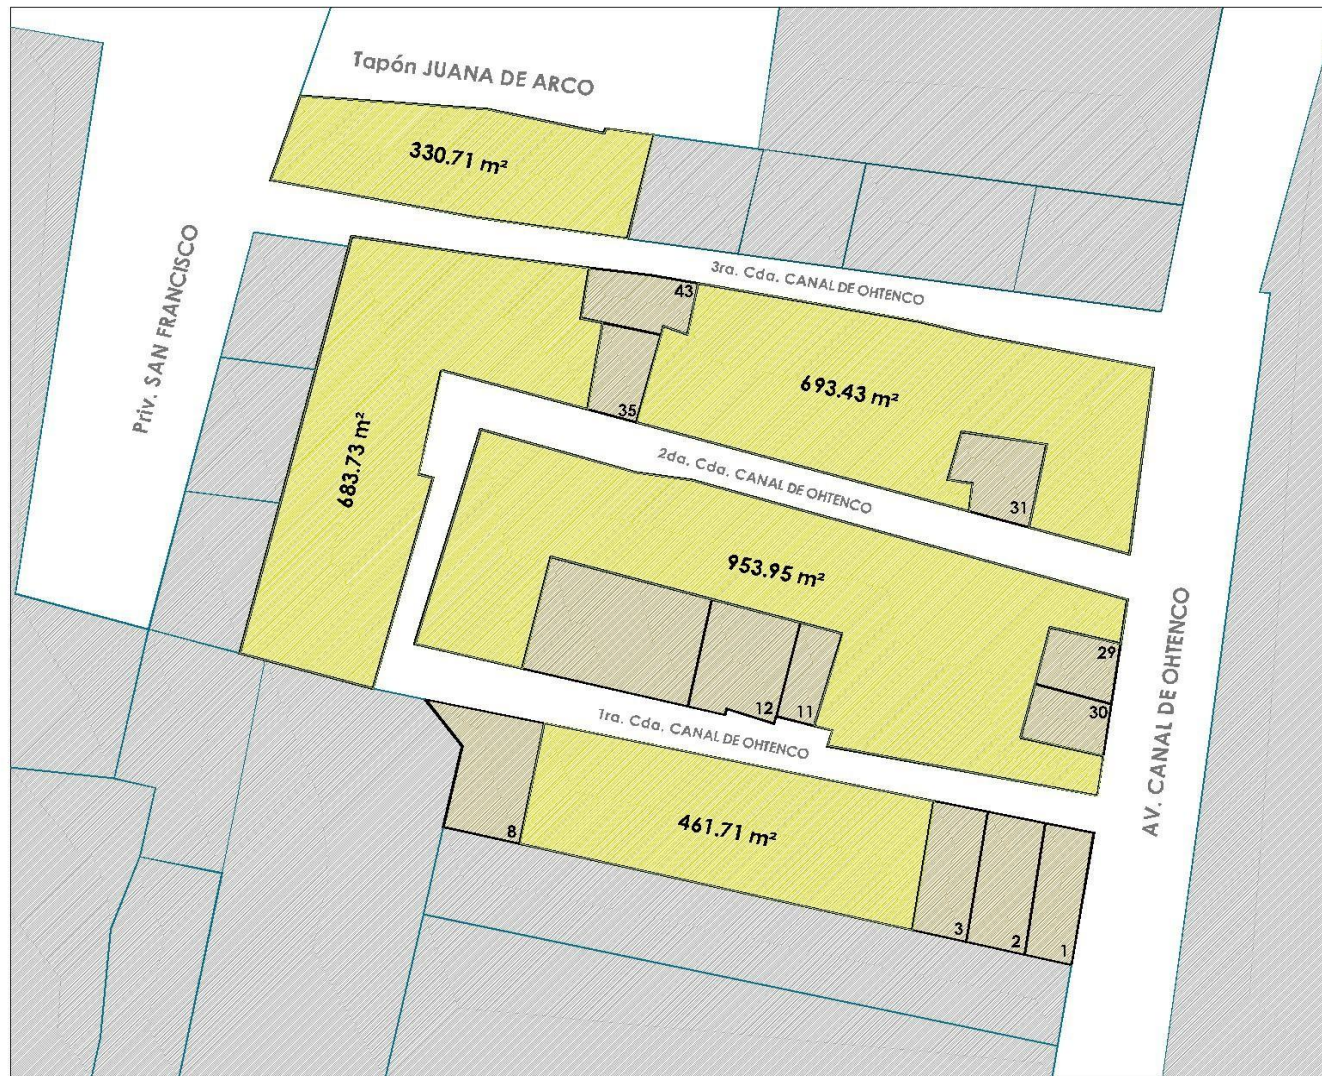 Tapón JUANA DE ARCO
330.71 m²
Priv. SAN FRANCISCO
3ra. Cda. CANAL DE OHTENCO
43
693.43 m²
35
683.73 m²
2da. Cda. CANAL DE OHTENCO
31
953.95 m²
29
30
12
11
AV. CANAL DE OHTENCO
1ra. Cda. CANAL DE OHTENCO
8
461.71 m²
3
2
1